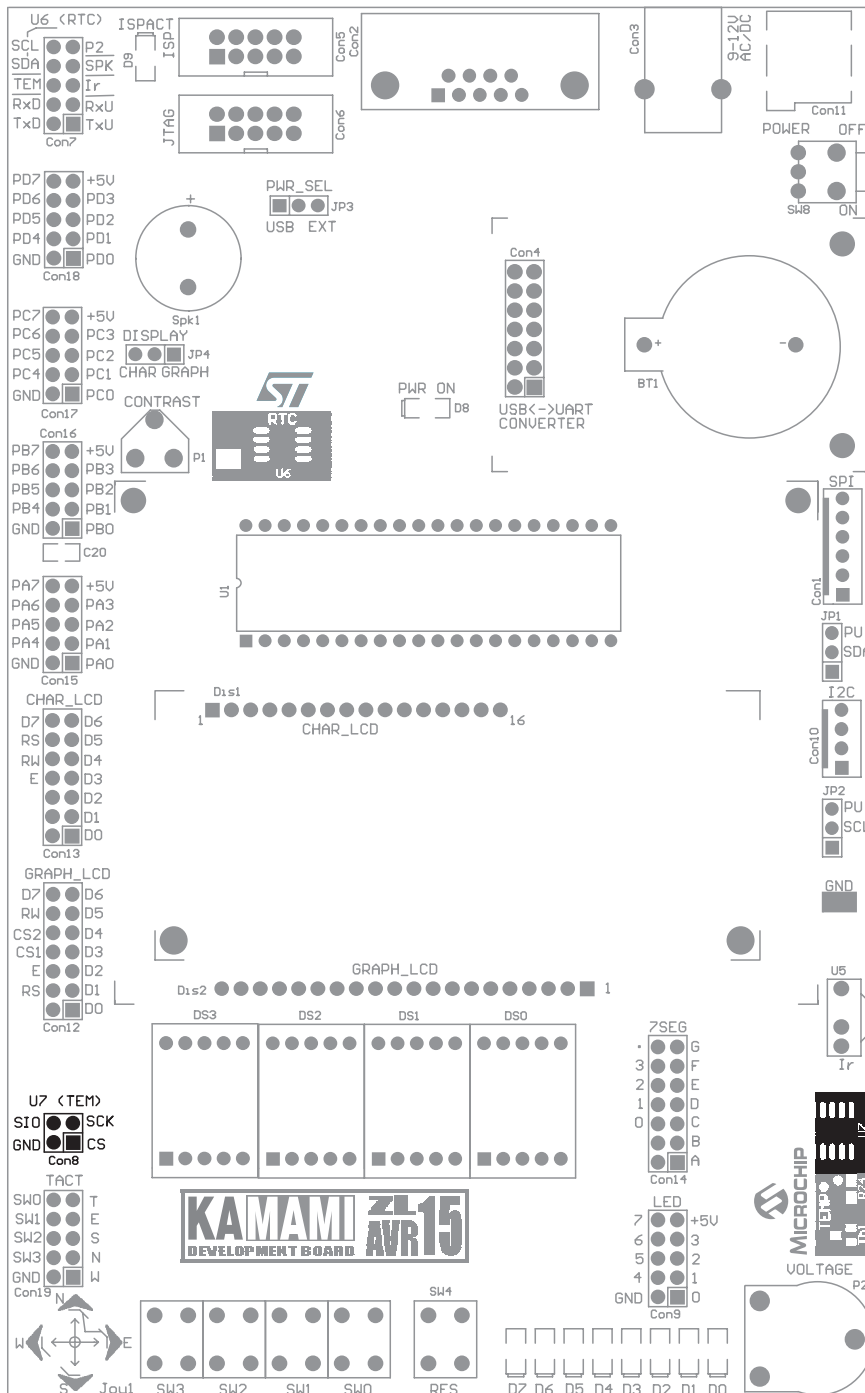 U6 (RTC)
SCL P2
SDA SPK
TEM Ir
RxD RxU
TxD TxU
Con7
ISPACT
D9
ISP
Con5
JTAG
Con6
Con2
Con3
9-12V
AC/DC
Con11
POWER OFF
SW8 ON
PD7 +5V
PD6 PD3
PD5 PD2
PD4 PD1
GND PD0
Con18
+
Spk1
PWR_SEL
JP3
USB EXT
Con4
USB<->UART
CONVERTER
+ -
BT1
PC7 +5V
PC6 PC3
PC5 PC2
PC4 PC1
GND PC0
Con17
DISPLAY
JP4
CHAR GRAPH
CONTRAST
P1
ST
RTC
U6
PWR ON
D8
Con16
PB7 +5V
PB6 PB3
PB5 PB2
PB4 PB1
GND PB0
C20
SPI
Con1
U1
PA7 +5V
PA6 PA3
PA5 PA2
PA4 PA1
GND PA0
Con15
JP1
PU
SDA
I2C
Con10
JP2
PU
SCL
GND
Dis1
1 16
CHAR_LCD
CHAR_LCD
D7 D6
RS D5
RW D4
E D3
D2
D1
D0
Con13
GRAPH_LCD
D7 D6
RW D5
CS2 D4
CS1 D3
E D2
RS D1
D0
Con12
GRAPH_LCD
Dis2 1
DS3 DS2 DS1 DS0
7SEG
. G
3 F
2 E
1 D
0 C
B
A
Con14
U5
Ir
U7 (TEM)
SIO SCK
GND CS
Con8
U7
MICROCHIP
TEMP
R24
TACT
SW0 T
SW1 E
SW2 S
SW3 N
GND W
Con19
KAMAMI
DEVELOPMENT BOARD
ZL
AVR15
LED
7 +5V
6 3
5 2
4 1
GND 0
Con9
VOLTAGE
P2
N
W E
S Joy1
SW3 SW2 SW1 SW0
SW4
RES
D7 D6 D5 D4 D3 D2 D1 D0